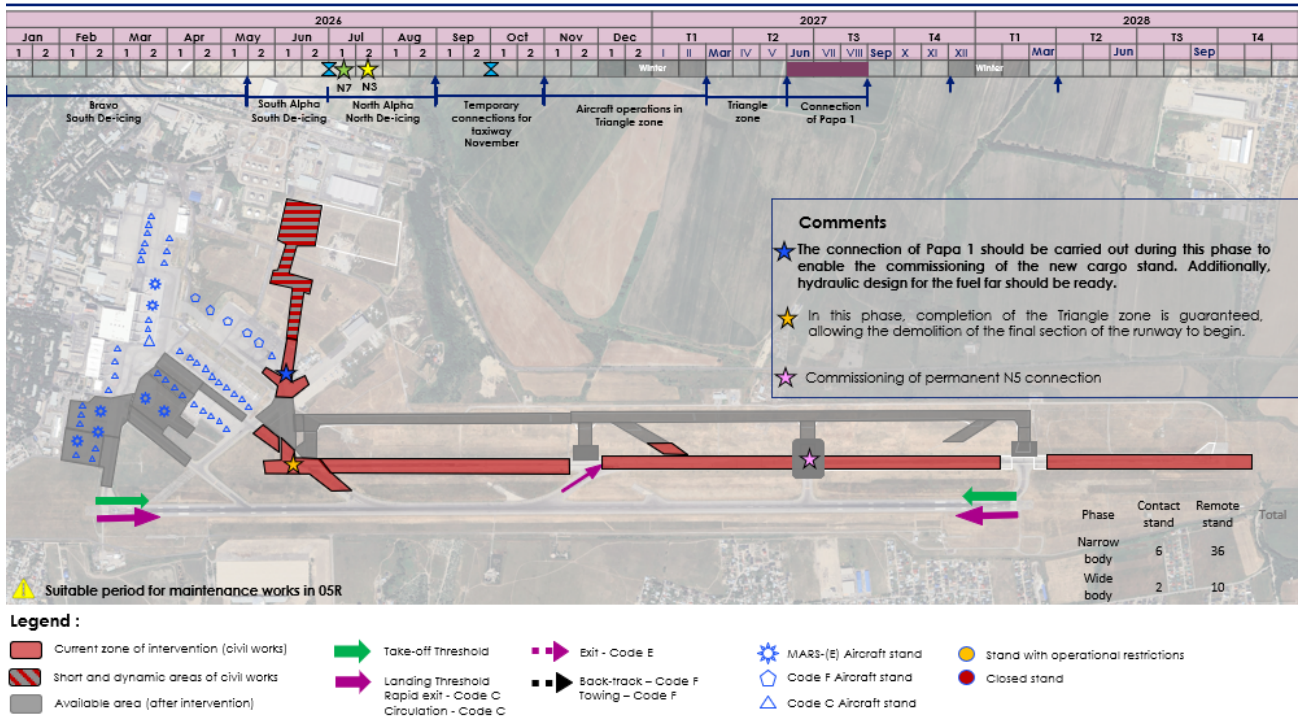 2026 2027 2028
Jan Feb Mar Apr May Jun Jul Aug Sep Oct Nov Dec T1 T2 T3 T4 T1 T2 T3 T4
1 2 1 2 1 2 1 2 1 2 1 2 1 2 1 2 1 2 1 2 1 2 1 2 I II Mar IV V Jun VII VIII Sep X XI XII Mar Jun Sep
Winter Winter
N7 N3
Bravo
South De-icing
South Alpha
South De-icing
North Alpha
North De-icing
Temporary
connections for
taxiway
November
Aircraft operations in
Triangle zone
Triangle
zone
Connection
of Papa 1
Comments
The connection of Papa 1 should be carried out during this phase to
enable the commissioning of the new cargo stand. Additionally,
hydraulic design for the fuel far should be ready.
In this phase, completion of the Triangle zone is guaranteed,
allowing the demolition of the final section of the runway to begin.
Commissioning of permanent N5 connection
Phase Contact stand Remote stand Total
Narrow body 6 36
Wide body 2 10
Suitable period for maintenance works in 05R
Legend :
Current zone of intervention (civil works)
Short and dynamic areas of civil works
Available area (after intervention)
Take-off Threshold
Landing Threshold
Rapid exit - Code C
Circulation - Code C
Exit - Code E
Back-track – Code F
Towing – Code F
MARS-(E) Aircraft stand
Code F Aircraft stand
Code C Aircraft stand
Stand with operational restrictions
Closed stand